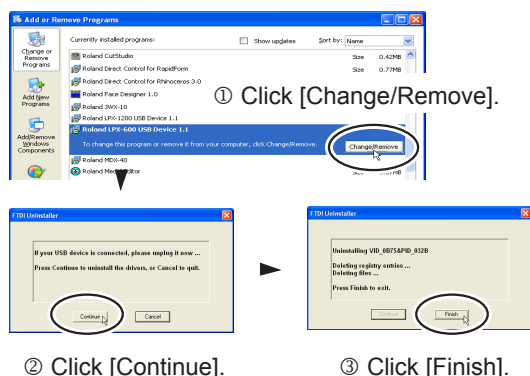 Add or Remove Programs
Change or
Remove
Programs
Currently installed programs:
Show updates
Sort by: Name
Roland CutStudio Size 0.42MB
Roland Direct Control for RapidForm Size 0.77MB
Roland Direct Control for Rhinoceros 3.0
Add New
Programs
Roland Face Designer 1.0
① Click [Change/Remove].
Roland JWX-10
Roland LPX-1200 USB Device 1.1
Add/Remove
Windows
Components
Roland LPX-600 USB Device 1.1
To change this program or remove it from your computer, click Change/Remove.
Change/Remove
Roland MDX-40
FTDI Uninstaller
If your USB device is connected, please unplug it now ...
Press Continue to uninstall the drivers, or Cancel to quit.
Continue Cancel
② Click [Continue].
FTDI Uninstaller
Uninstalling VID_0B75&PID_032B
Deleting registry entries ...
Deleting files ...
Press Finish to exit.
Continue Finish
③ Click [Finish].